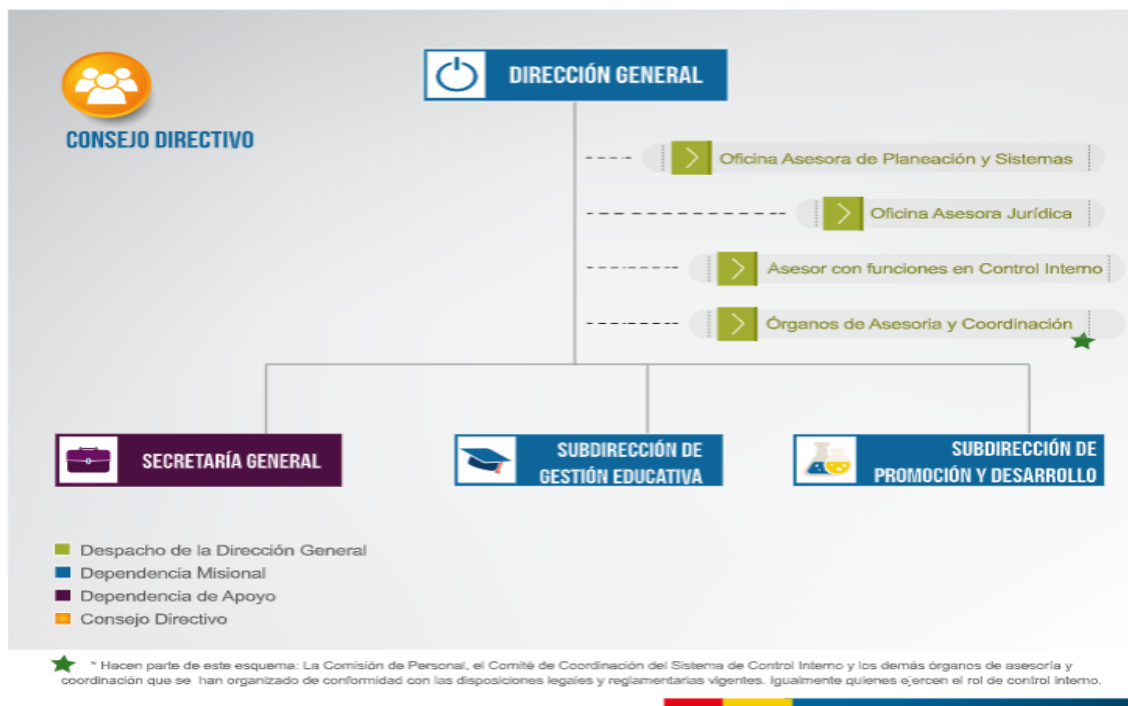 DIRECCIÓN GENERAL
CONSEJO DIRECTIVO
Oficina Asesora de Planeación y Sistemas
Oficina Asesora Jurídica
Asesor con funciones en Control Interno
Órganos de Asesoria y Coordinación
SECRETARÍA GENERAL
SUBDIRECCIÓN DE
GESTIÓN EDUCATIVA
SUBDIRECCIÓN DE
PROMOCIÓN Y DESARROLLO
Despacho de la Dirección General
Dependencia Misional
Dependencia de Apoyo
Consejo Directivo
* Hacen parte de este esquema: La Comisión de Personal, el Comité de Coordinación del Sistema de Control Interno y los demás órganos de asesoría y
coordinación que se han organizado de conformidad con las disposiciones legales y reglamentarias vigentes. Igualmente quienes ejercen el rol de control interno.